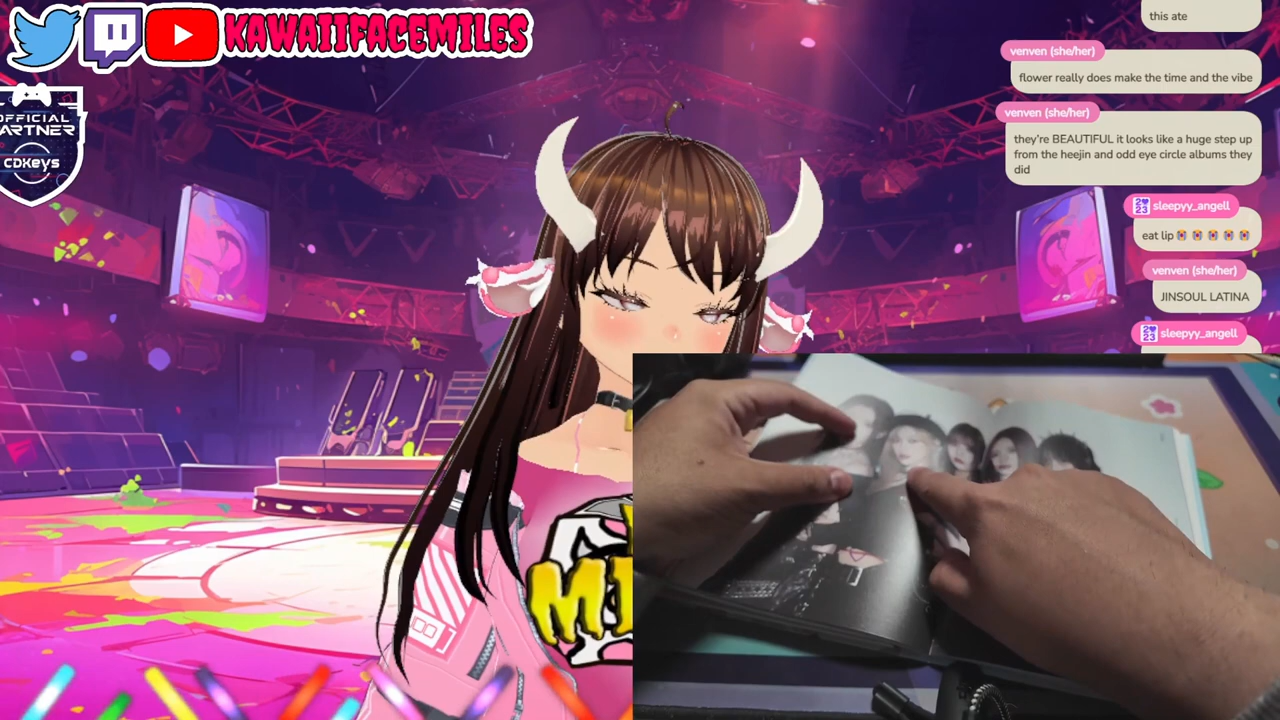 KAWAIIFACEMILES
OFFICIAL
PARTNER
CDKeys
this ate
venven (she/her)
flower really does make the time and the vibe
venven (she/her)
they're BEAUTIFUL it looks like a huge step up
from the heejin and odd eye circle albums they
did
sleepyy_angell
eat lip
venven (she/her)
JINSOUL LATINA
sleepyy_angell